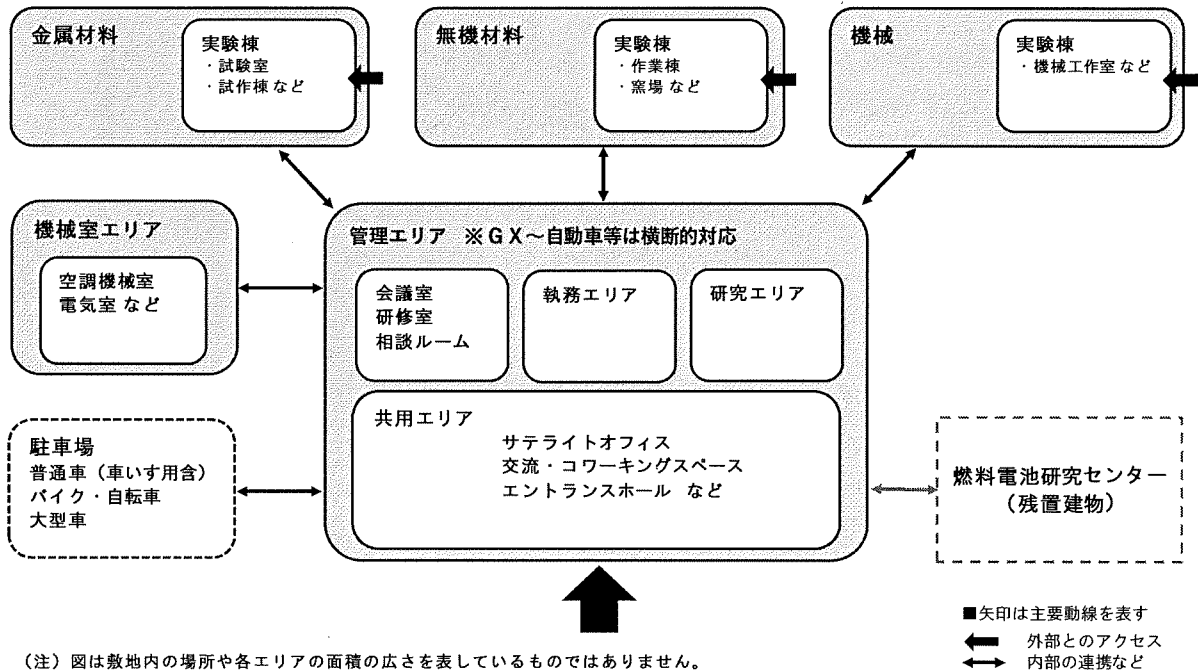 金属材料
実験棟
・試験室
・試作棟 など
無機材料
実験棟
・作業棟
・窯場 など
機械
実験棟
・機械工作室 など
機械室エリア
空調機械室
電気室 など
管理エリア ※GX～自動車等は横断的対応
会議室
研修室
相談ルーム
執務エリア
研究エリア
共用エリア
サテライトオフィス
交流・コワーキングスペース
エントランスホール など
駐車場
普通車（車いす用含）
バイク・自転車
大型車
燃料電池研究センター
（残置建物）
■矢印は主要動線を表す
外部とのアクセス
内部の連携など
（注）図は敷地内の場所や各エリアの面積の広さを表しているものではありません。